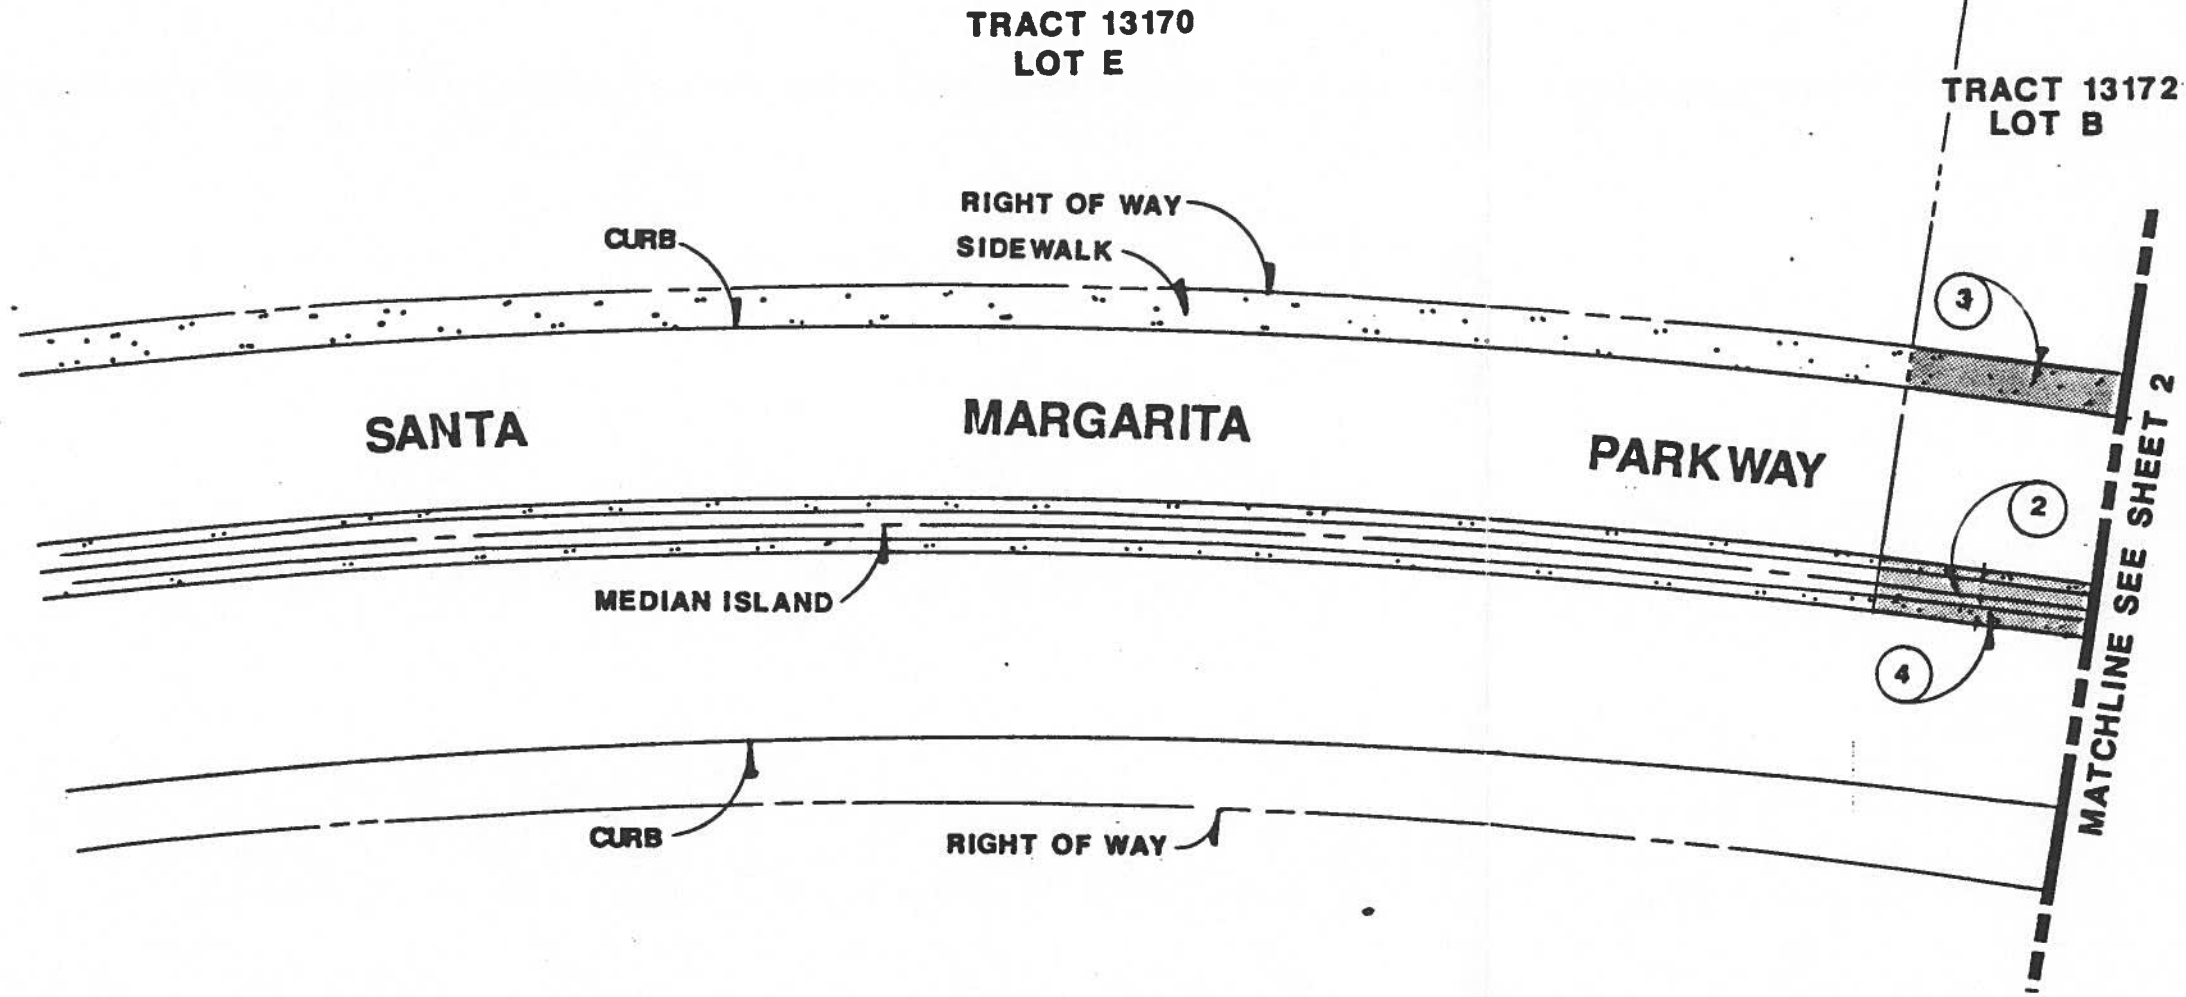 TRACT 13170
LOT E
TRACT 13172
LOT B
RIGHT OF WAY
CURB
SIDEWALK
3
SANTA MARGARITA PARKWAY
2
MEDIAN ISLAND
4
MATCHLINE SEE SHEET 2
CURB
RIGHT OF WAY